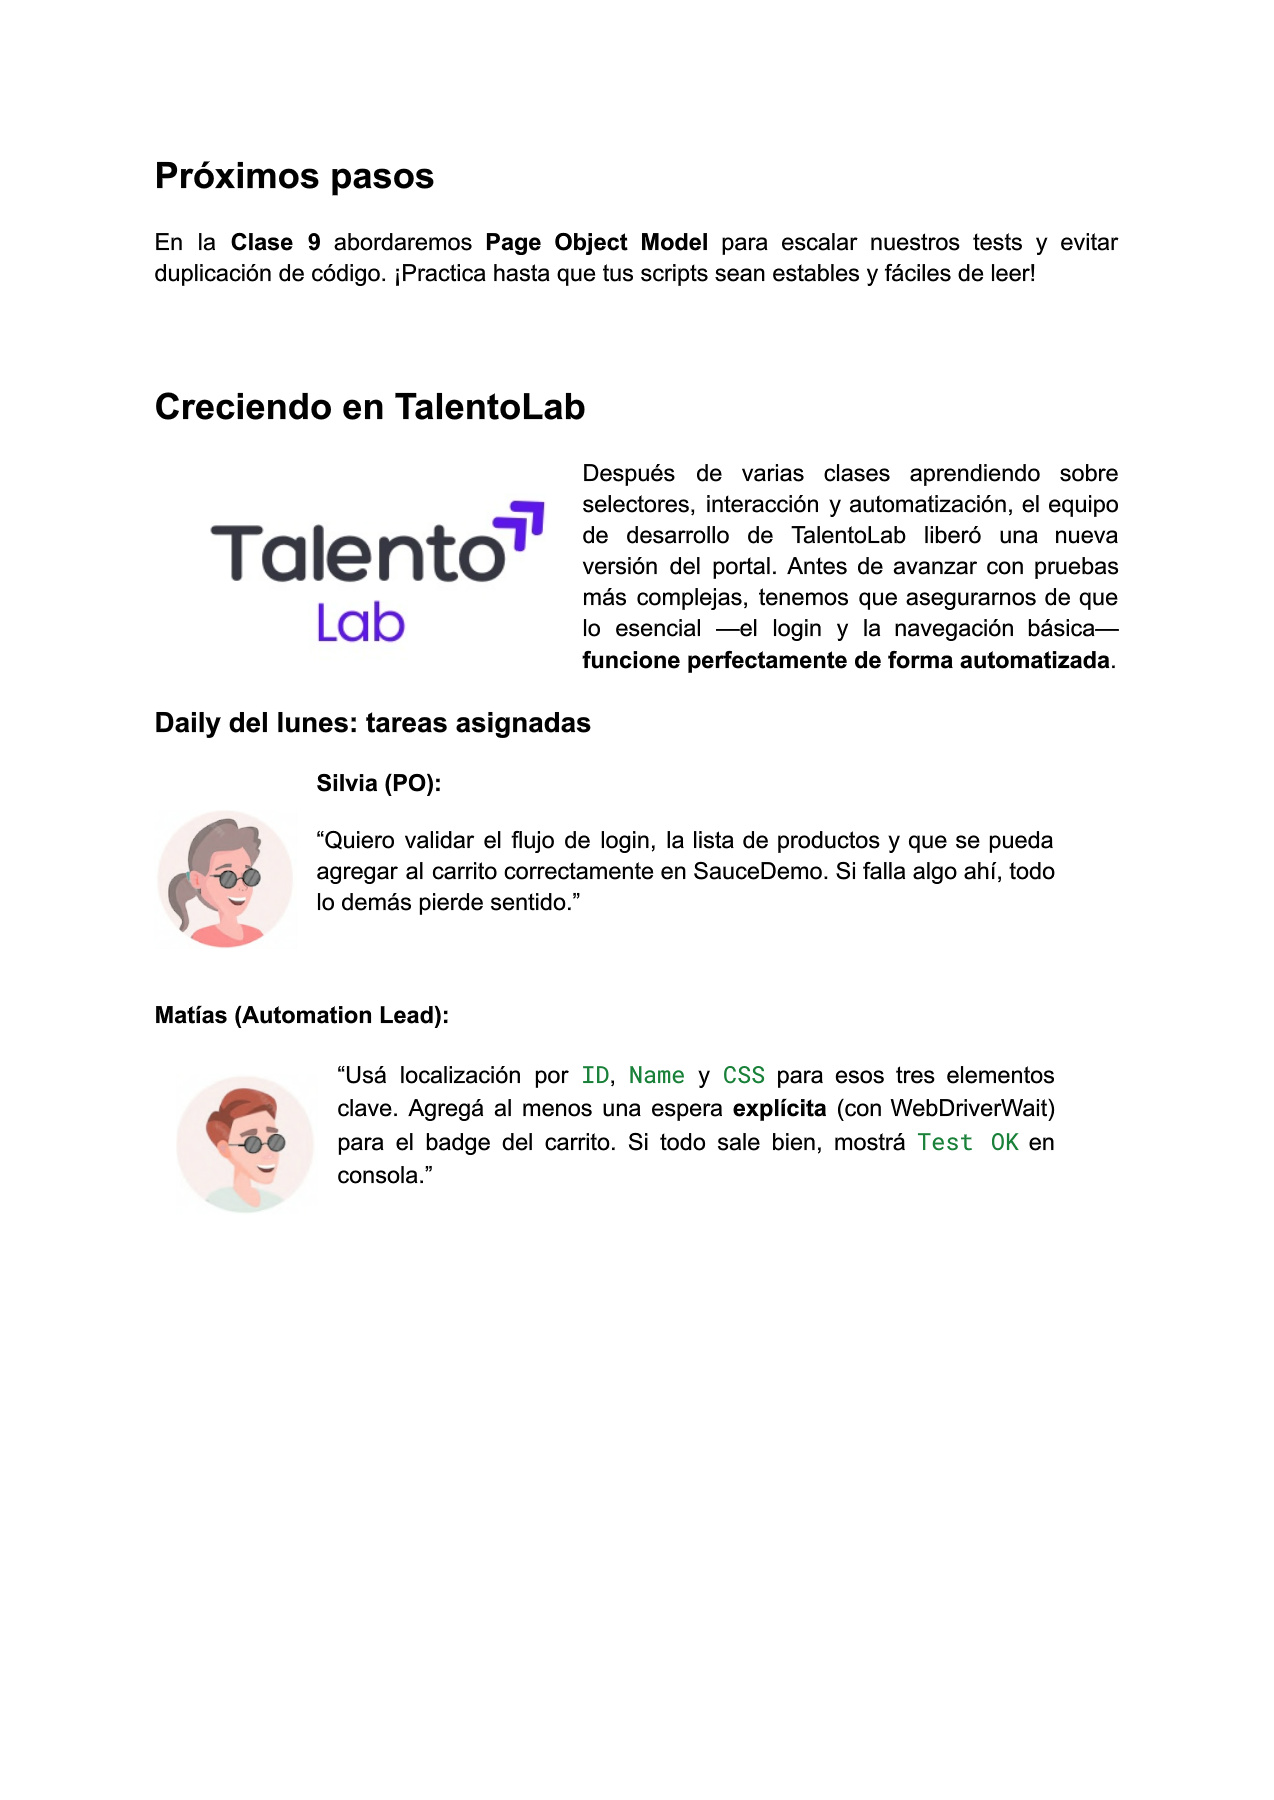 Próximos pasos
En la Clase 9 abordaremos Page Object Model para escalar nuestros tests y evitar
duplicación de código. ¡Practica hasta que tus scripts sean estables y fáciles de leer!
Creciendo en TalentoLab
Talento
Lab
Después de varias clases aprendiendo sobre
selectores, interacción y automatización, el equipo
de desarrollo de TalentoLab liberó una nueva
versión del portal. Antes de avanzar con pruebas
más complejas, tenemos que asegurarnos de que
lo esencial —el login y la navegación básica—
funcione perfectamente de forma automatizada.
Daily del lunes: tareas asignadas
Silvia (PO):
“Quiero validar el flujo de login, la lista de productos y que se pueda
agregar al carrito correctamente en SauceDemo. Si falla algo ahí, todo
lo demás pierde sentido.”
Matías (Automation Lead):
“Usá localización por ID, Name y CSS para esos tres elementos
clave. Agregá al menos una espera explícita (con WebDriverWait)
para el badge del carrito. Si todo sale bien, mostrá Test OK en
consola.”